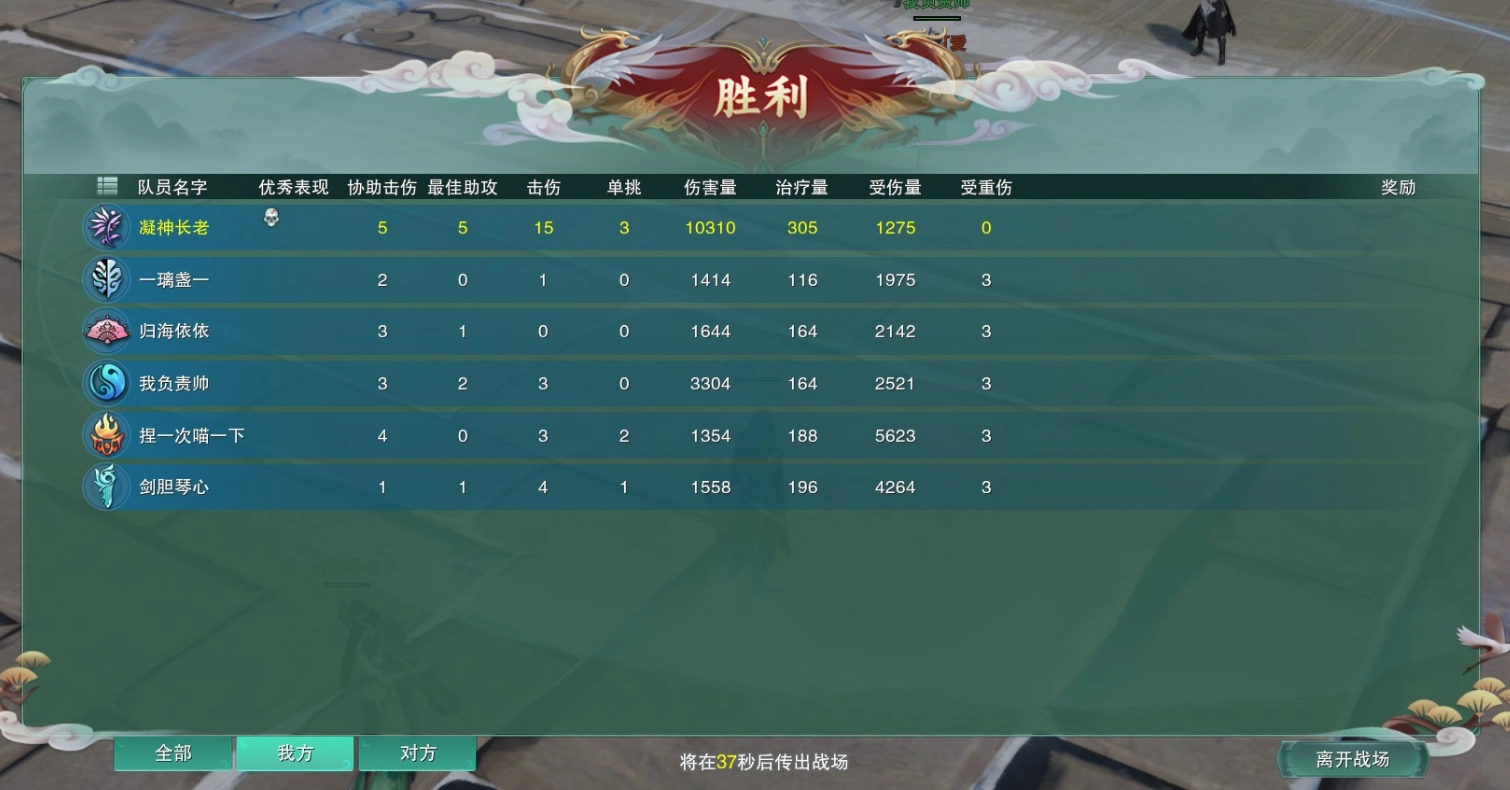 我负责帅
爱
胜利
队员名字 优秀表现 协助击伤 最佳助攻 击伤 单挑 伤害量 治疗量 受伤量 受重伤 奖励
凝神长老 5 5 15 3 10310 305 1275 0
一璃盏一 2 0 1 0 1414 116 1975 3
归海依依 3 1 0 0 1644 164 2142 3
我负责帅 3 2 3 0 3304 164 2521 3
捏一次喵一下 4 0 3 2 1354 188 5623 3
剑胆琴心 1 1 4 1 1558 196 4264 3
全部 我方 对方 将在37秒后传出战场 离开战场